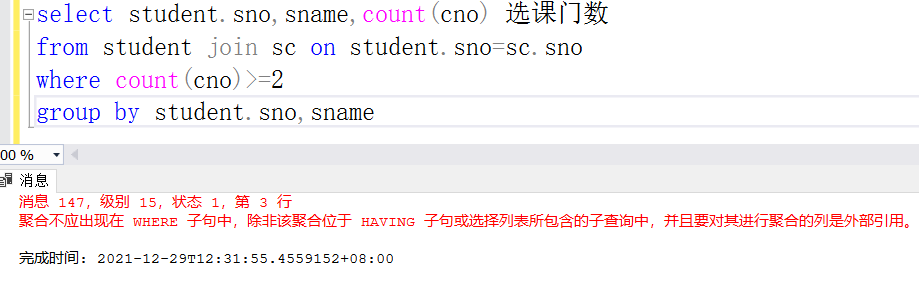 select student.sno,sname,count(cno) 选课门数
from student join sc on student.sno=sc.sno
where count(cno)>=2
group by student.sno,sname
00 %
消息
消息 147，级别 15，状态 1，第 3 行
聚合不应出现在 WHERE 子句中，除非该聚合位于 HAVING 子句或选择列表所包含的子查询中，并且要对其进行聚合的列是外部引用。
完成时间: 2021-12-29T12:31:55.4559152+08:00